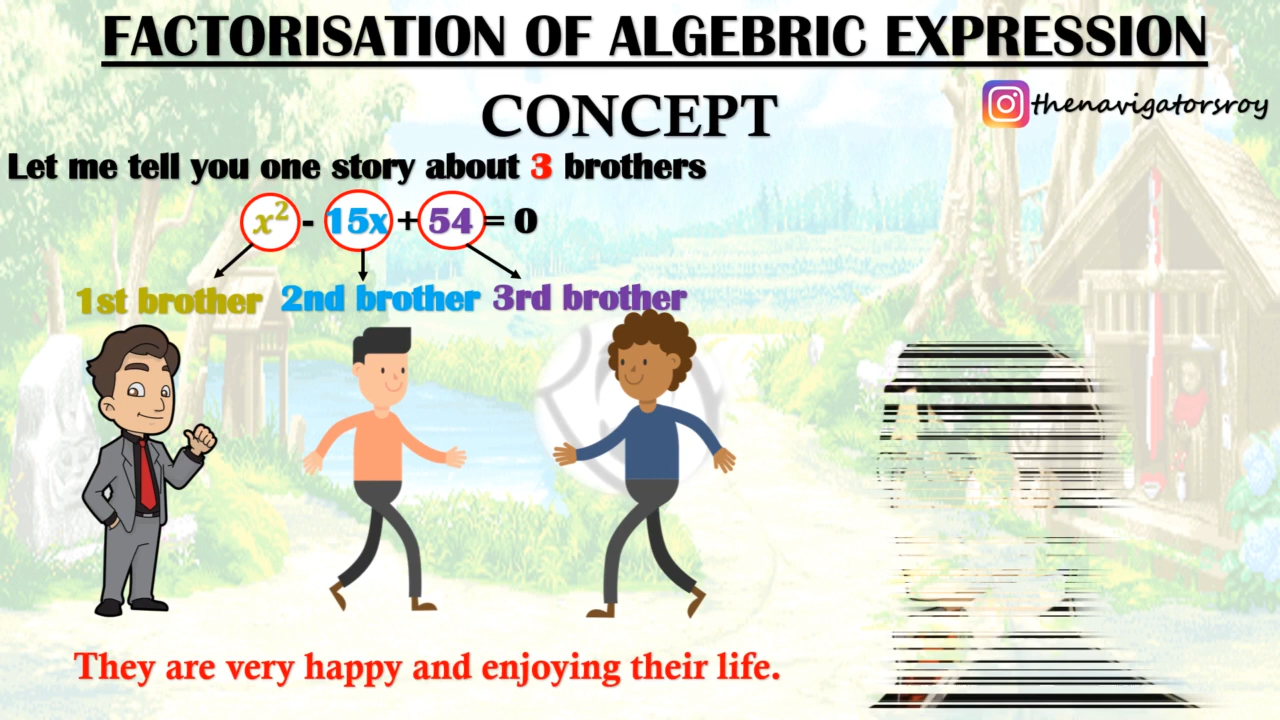 FACTORISATION OF ALGEBRIC EXPRESSION
CONCEPT
thenavigatorsroy
Let me tell you one story about 3 brothers
x² - 15x + 54 = 0
1st brother 2nd brother 3rd brother
They are very happy and enjoying their life.